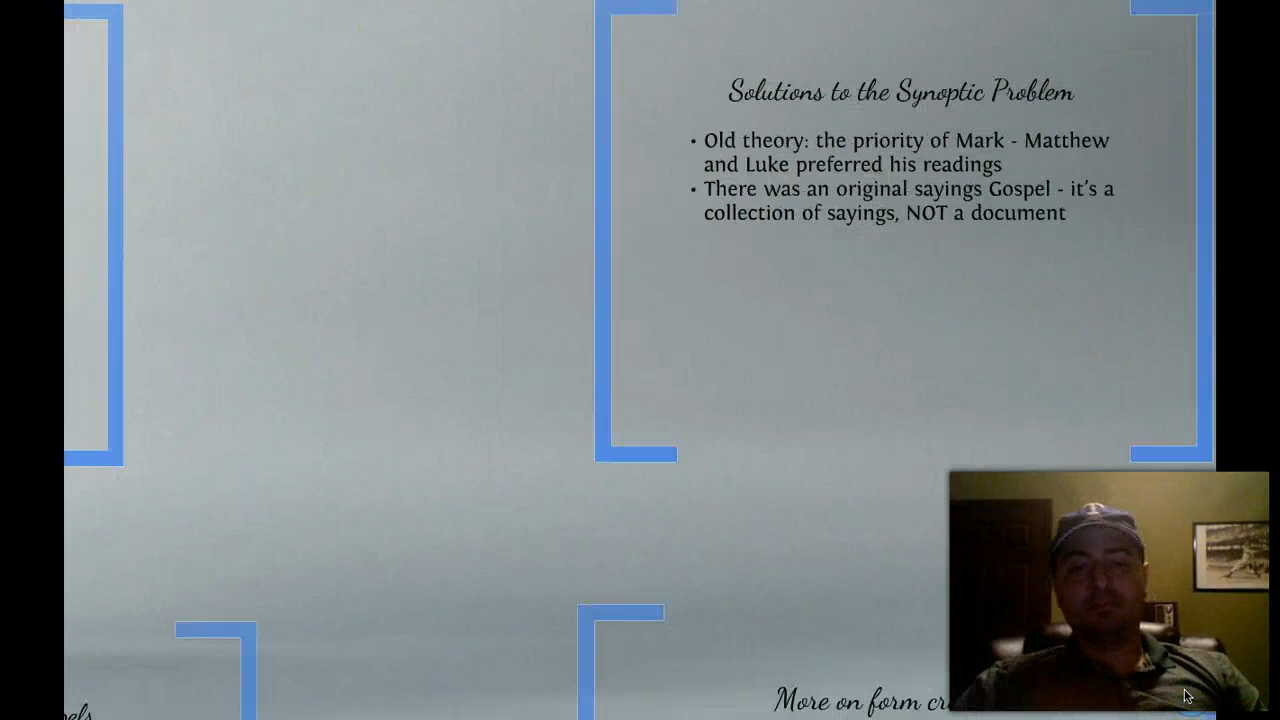 Solutions to the Synoptic Problem
• Old theory: the priority of Mark - Matthew
and Luke preferred his readings
• There was an original sayings Gospel - it's a
collection of sayings, NOT a document
More on form